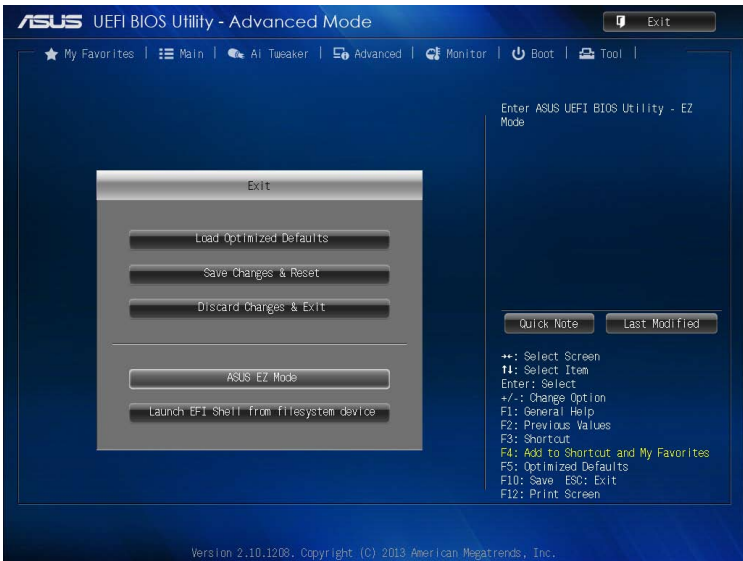 ASUS UEFI BIOS Utility - Advanced Mode
Exit
My Favorites | Main | Ai Tweaker | Advanced | Monitor | Boot | Tool |
Enter ASUS UEFI BIOS Utility - EZ
Mode
Exit
Load Optimized Defaults
Save Changes & Reset
Discard Changes & Exit
ASUS EZ Mode
Launch EFI Shell from filesystem device
Quick Note
Last Modified
→←: Select Screen
↑↓: Select Item
Enter: Select
+/-: Change Option
F1: General Help
F2: Previous Values
F3: Shortcut
F4: Add to Shortcut and My Favorites
F5: Optimized Defaults
F10: Save ESC: Exit
F12: Print Screen
Version 2.10.1208. Copyright (C) 2013 American Megatrends, Inc.